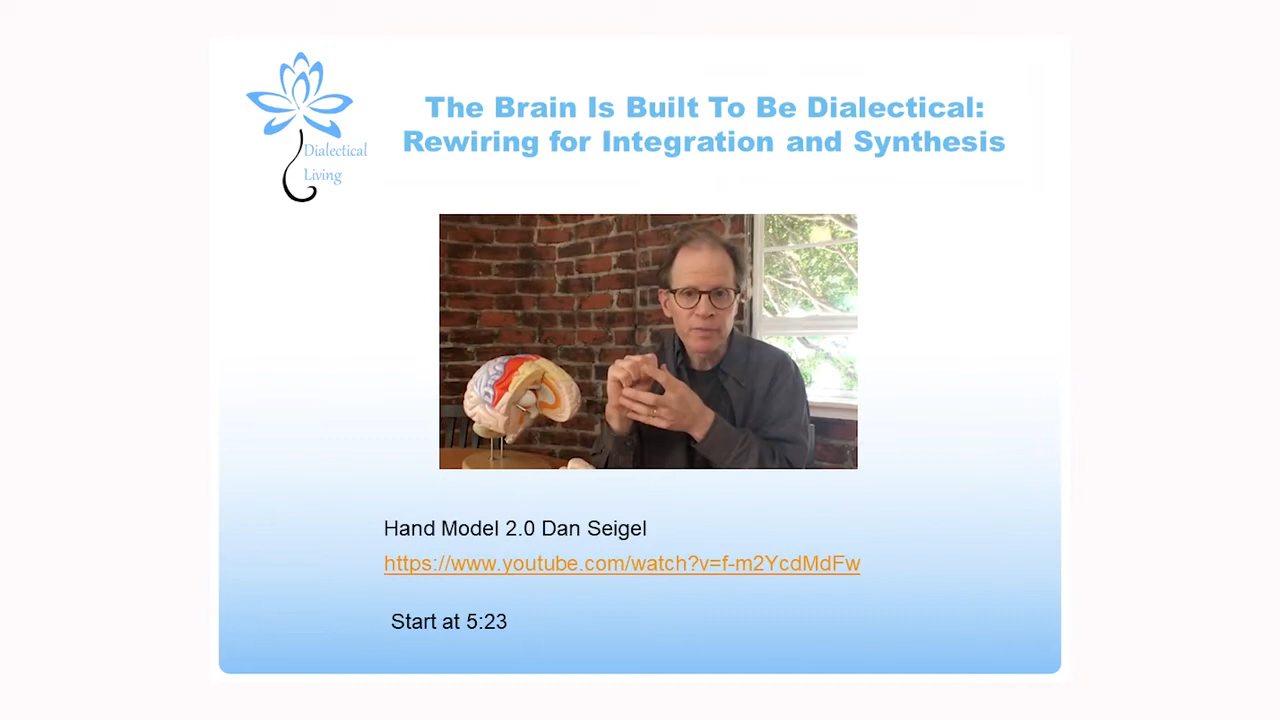 Dialectical
Living
The Brain Is Built To Be Dialectical:
Rewiring for Integration and Synthesis
Hand Model 2.0 Dan Seigel
https://www.youtube.com/watch?v=f-m2YcdMdFw
Start at 5:23